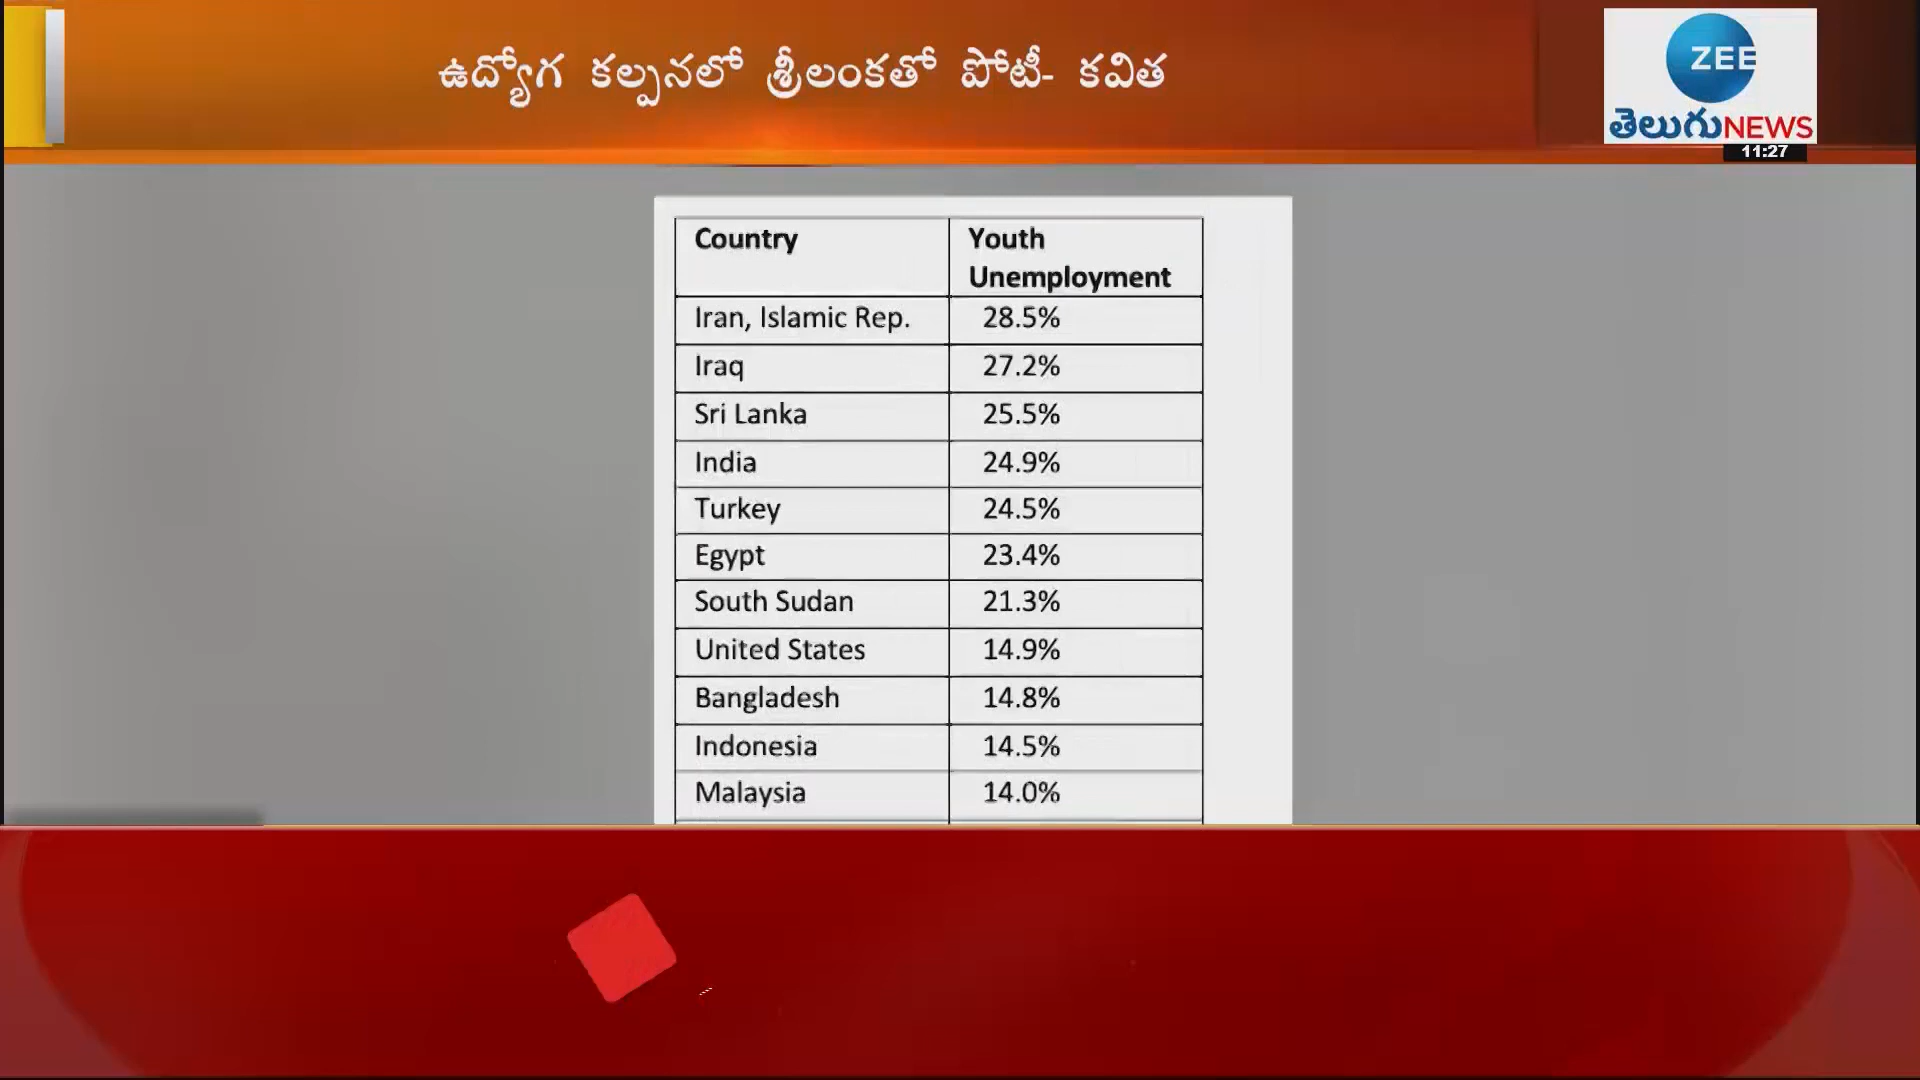 ఉద్యోగ కల్పనలో శ్రీలంకతో పోటీ- కవిత
ZEE
తెలుగు NEWS
11:27
Country Youth Unemployment
Iran, Islamic Rep. 28.5%
Iraq 27.2%
Sri Lanka 25.5%
India 24.9%
Turkey 24.5%
Egypt 23.4%
South Sudan 21.3%
United States 14.9%
Bangladesh 14.8%
Indonesia 14.5%
Malaysia 14.0%